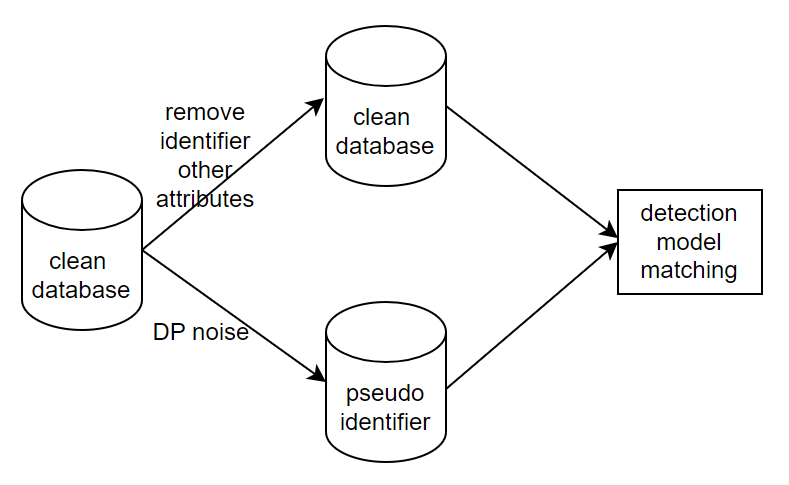 remove
identifier
other
attributes
clean
database
clean
database
DP noise
pseudo
identifier
detection
model
matching